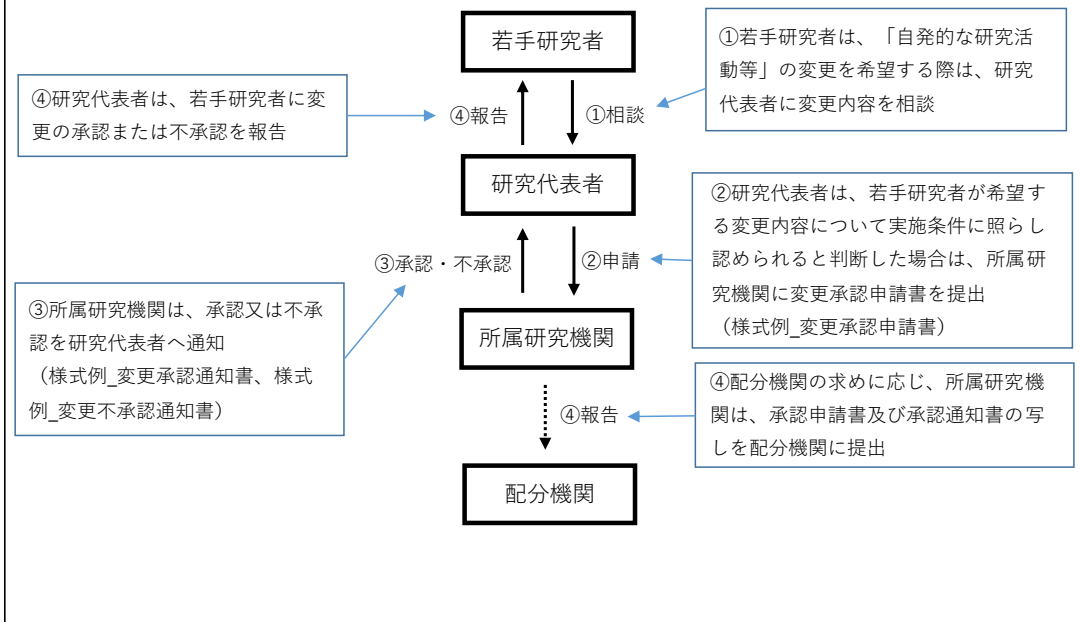 若手研究者
①若手研究者は、「自発的な研究活
動等」の変更を希望する際は、研究
代表者に変更内容を相談
④研究代表者は、若手研究者に変
更の承認または不承認を報告
④報告
①相談
研究代表者
②研究代表者は、若手研究者が希望す
る変更内容について実施条件に照らし
認められると判断した場合は、所属研
究機関に変更承認申請書を提出
（様式例_変更承認申請書）
③承認・不承認
②申請
③所属研究機関は、承認又は不承
認を研究代表者へ通知
（様式例_変更承認通知書、様式
例_変更不承認通知書）
所属研究機関
④報告
④配分機関の求めに応じ、所属研究機
関は、承認申請書及び承認通知書の写
しを配分機関に提出
配分機関